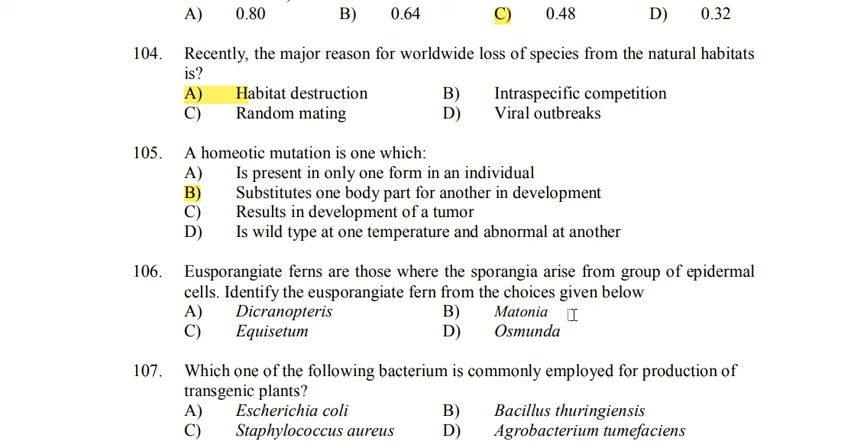 A) 0.80 B) 0.64 C) 0.48 D) 0.32
104. Recently, the major reason for worldwide loss of species from the natural habitats
is?
A) Habitat destruction B) Intraspecific competition
C) Random mating D) Viral outbreaks
105. A homeotic mutation is one which:
A) Is present in only one form in an individual
B) Substitutes one body part for another in development
C) Results in development of a tumor
D) Is wild type at one temperature and abnormal at another
106. Eusporangiate ferns are those where the sporangia arise from group of epidermal
cells. Identify the eusporangiate fern from the choices given below
A) Dicranopteris B) Matonia
C) Equisetum D) Osmunda
107. Which one of the following bacterium is commonly employed for production of
transgenic plants?
A) Escherichia coli B) Bacillus thuringiensis
C) Staphylococcus aureus D) Agrobacterium tumefaciens